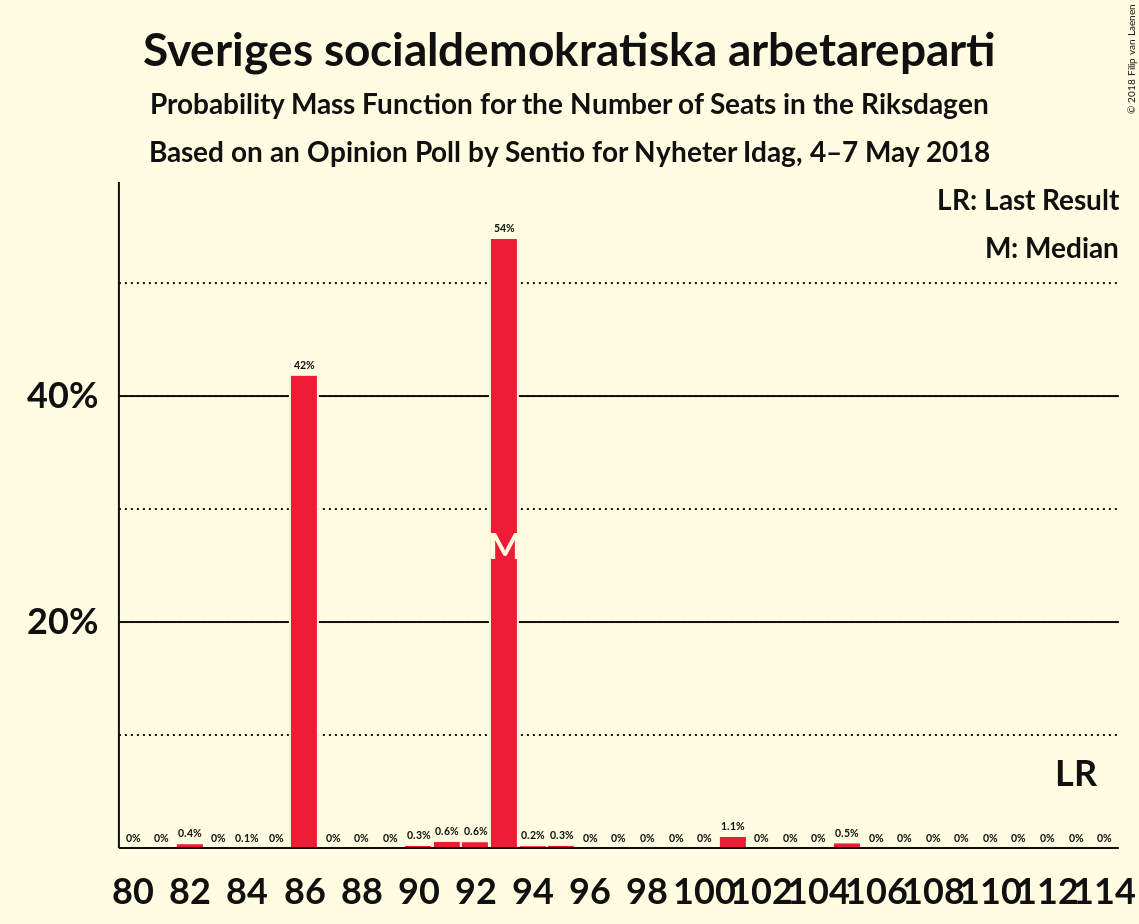 Sveriges socialdemokratiska arbetareparti
Probability Mass Function for the Number of Seats in the Riksdagen
Based on an Opinion Poll by Sentio for Nyheter Idag, 4–7 May 2018
© 2018 Filip van Laenen
LR: Last Result
M: Median
54%
42%
40%
M
20%
LR
0% 0% 0.4% 0% 0.1% 0% 0% 0% 0% 0.3% 0.6% 0.6% 0.2% 0.3% 0% 0% 0% 0% 0% 1.1% 0% 0% 0% 0.5% 0% 0% 0% 0% 0% 0% 0% 0% 0%
80 82 84 86 88 90 92 94 96 98 100 102 104 106 108 110 112 114